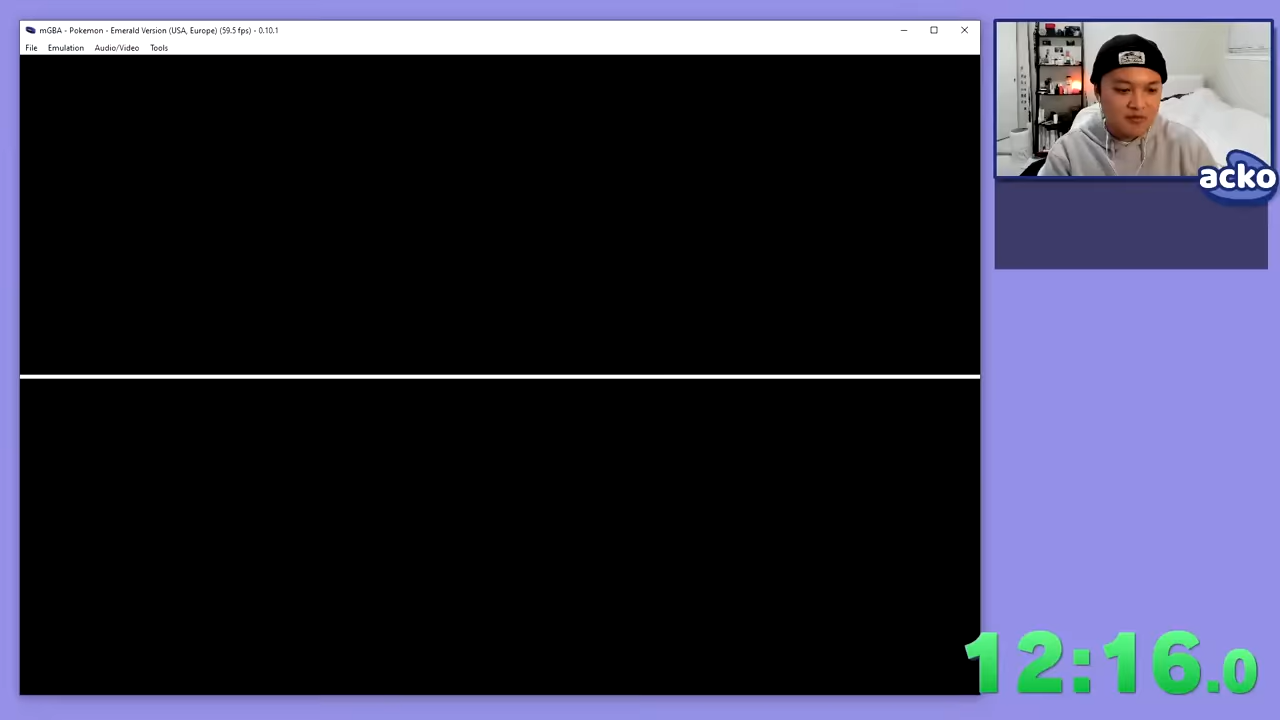 mGBA - Pokemon - Emerald Version (USA, Europe) (59.5 fps) - 0.10.1
File Emulation Audio/Video Tools
acko
12:16.0